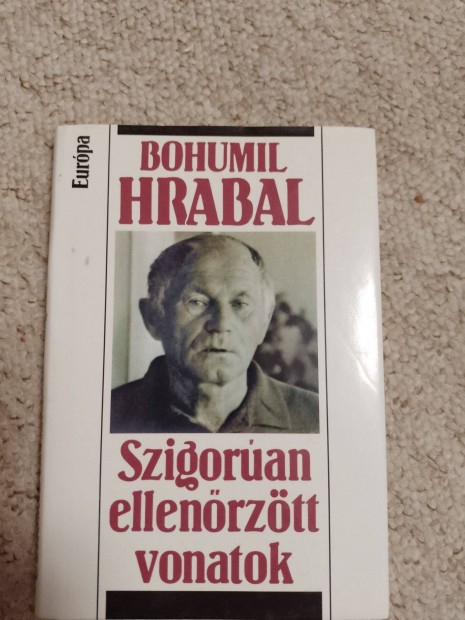 Európa
BOHUMIL
HRABAL
Szigorúan
ellenőrzött
vonatok